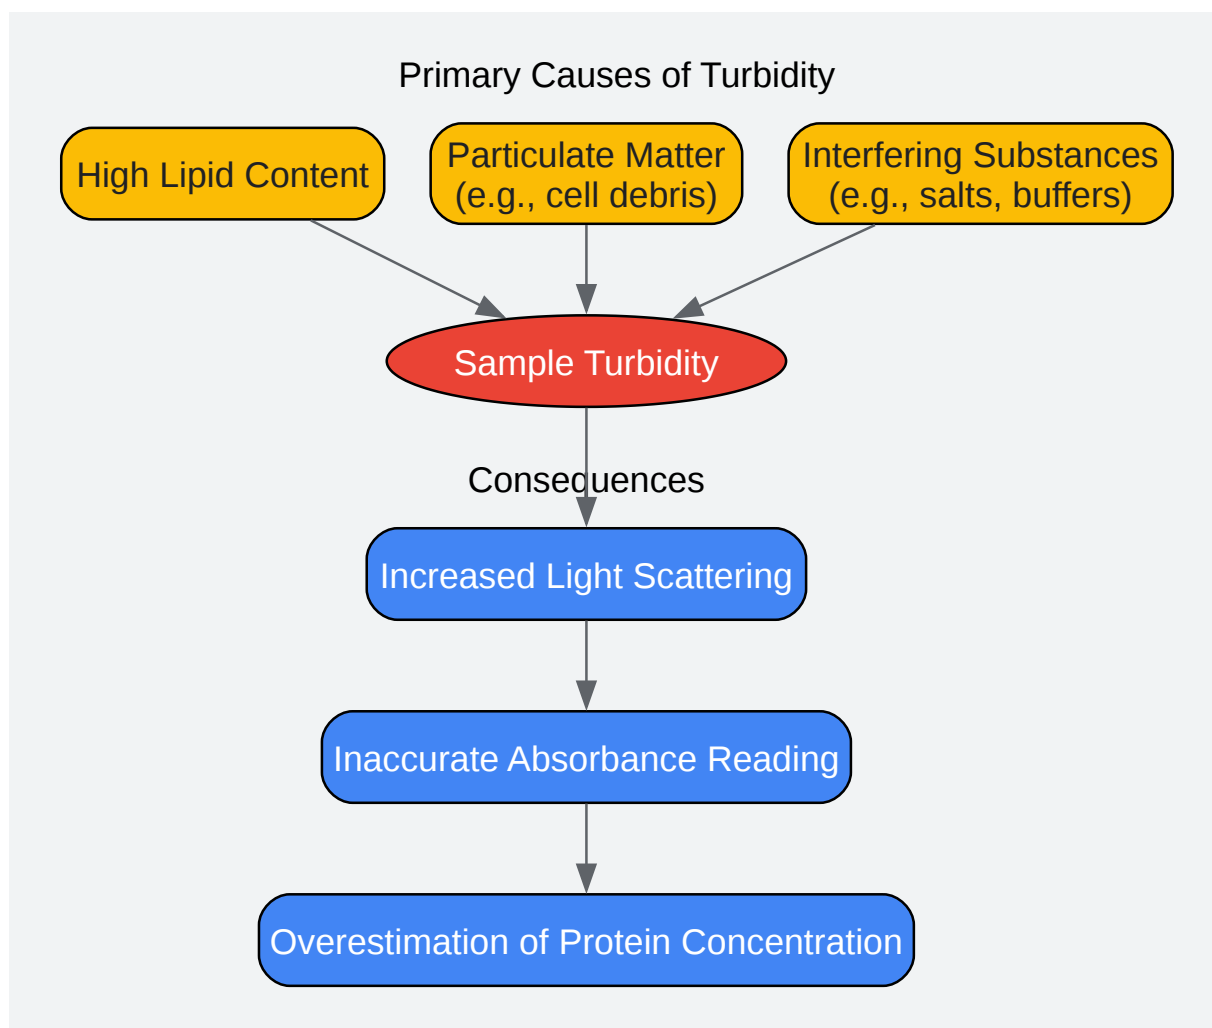 Primary Causes of Turbidity
High Lipid Content
Particulate Matter
(e.g., cell debris)
Interfering Substances
(e.g., salts, buffers)
Sample Turbidity
Consequences
Increased Light Scattering
Inaccurate Absorbance Reading
Overestimation of Protein Concentration